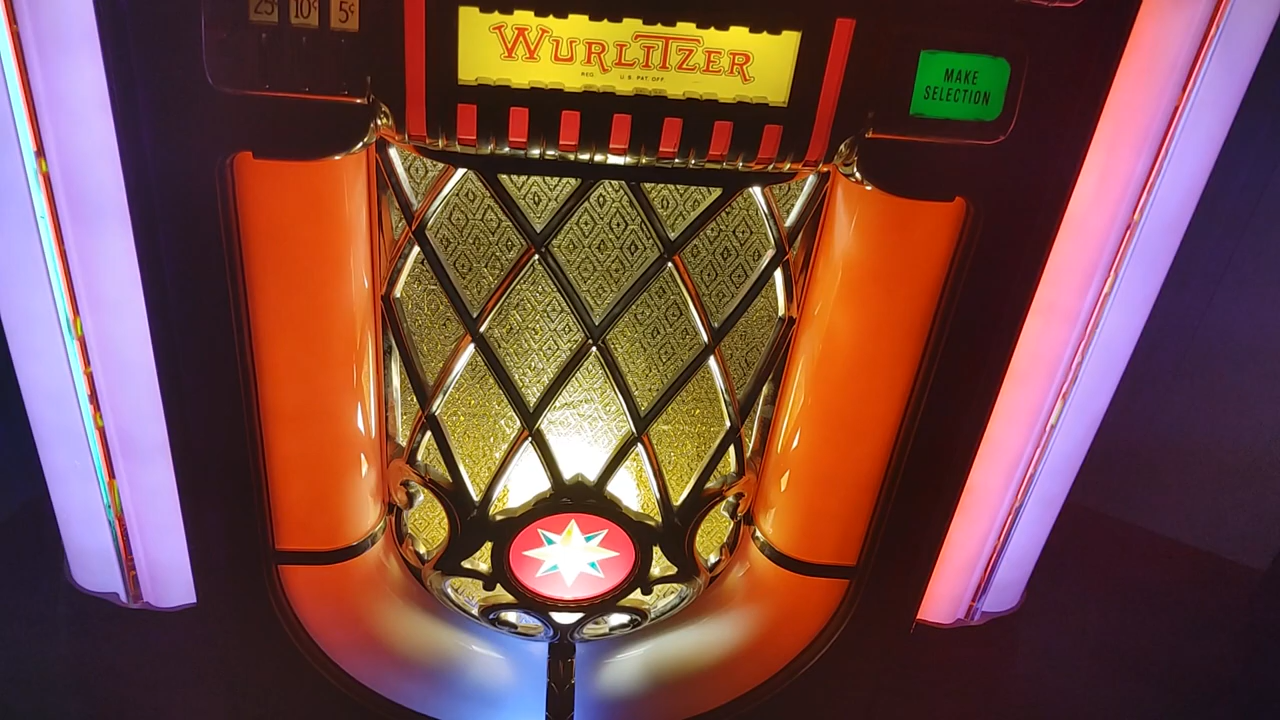 25¢ 10¢ 5¢
WURLITZER
REG. U.S. PAT. OFF.
MAKE
SELECTION